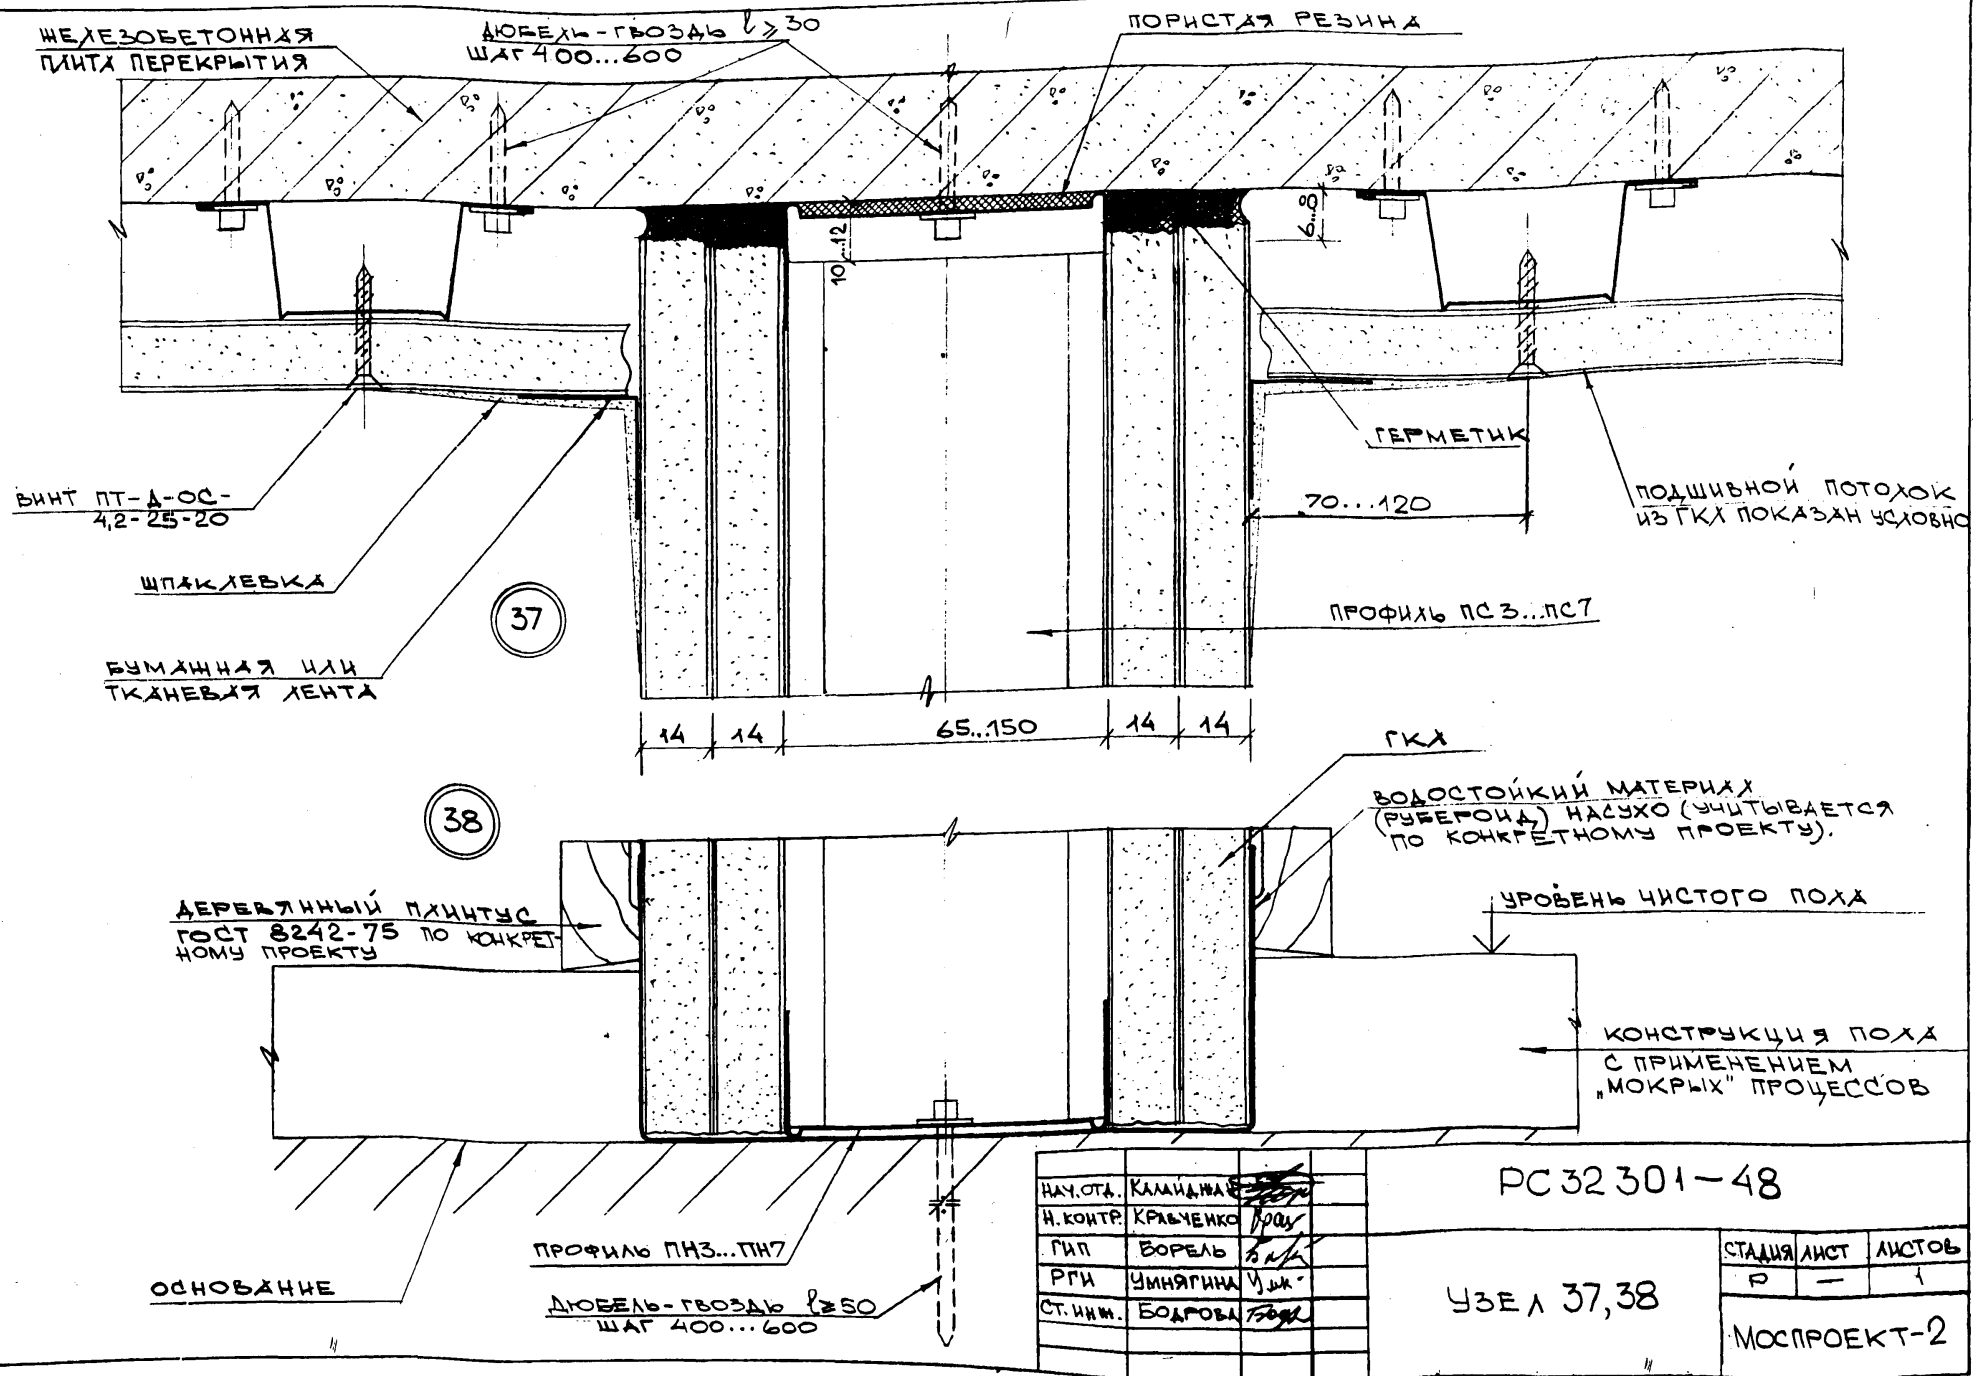 ЖЕЛЕЗОБЕТОННАЯ
ПЛИТА ПЕРЕКРЫТИЯ
ДЮБЕЛЬ-ГВОЗДЬ ℓ ⩾ 30
ШАГ 400...600
ПОРИСТАЯ РЕЗИНА
10...12
6...8
ГЕРМЕТИК
70...120
ПОДШИВНОЙ ПОТОЛОК
ИЗ ГКЛ ПОКАЗАН УСЛОВНО
ВИНТ ПТ-Д-ОС-
4,2-25-20
ШПАКЛЕВКА
БУМАЖНАЯ ИЛИ
ТКАНЕВАЯ ЛЕНТА
37
ПРОФИЛЬ ПС3...ПС7
14 14 65...150 14 14
38
ГКЛ
ВОДОСТОЙКИЙ МАТЕРИАЛ
(РУБЕРОИД) НАСУХО (УЧИТЫВАЕТСЯ
ПО КОНКРЕТНОМУ ПРОЕКТУ).
ДЕРЕВЯННЫЙ ПЛИНТУС
ГОСТ 8242-75 ПО КОНКРЕТ-
НОМУ ПРОЕКТУ
УРОВЕНЬ ЧИСТОГО ПОЛА
КОНСТРУКЦИЯ ПОЛА
С ПРИМЕНЕНИЕМ
„МОКРЫХ" ПРОЦЕССОВ
ОСНОВАНИЕ
ПРОФИЛЬ ПН3...ПН7
ДЮБЕЛЬ-ГВОЗДЬ ℓ⩾50
ШАГ 400...600
НАЧ.ОТД.
Н.КОНТР. КРАВЧЕНКО
ГИП БОРЕЛЬ
РГИ УМНЯГИНА
СТ.ИНЖ. БОДРОВА
РС32301-48
УЗЕЛ 37,38
СТАДИЯ ЛИСТ ЛИСТОВ
Р — 1
МОСПРОЕКТ-2